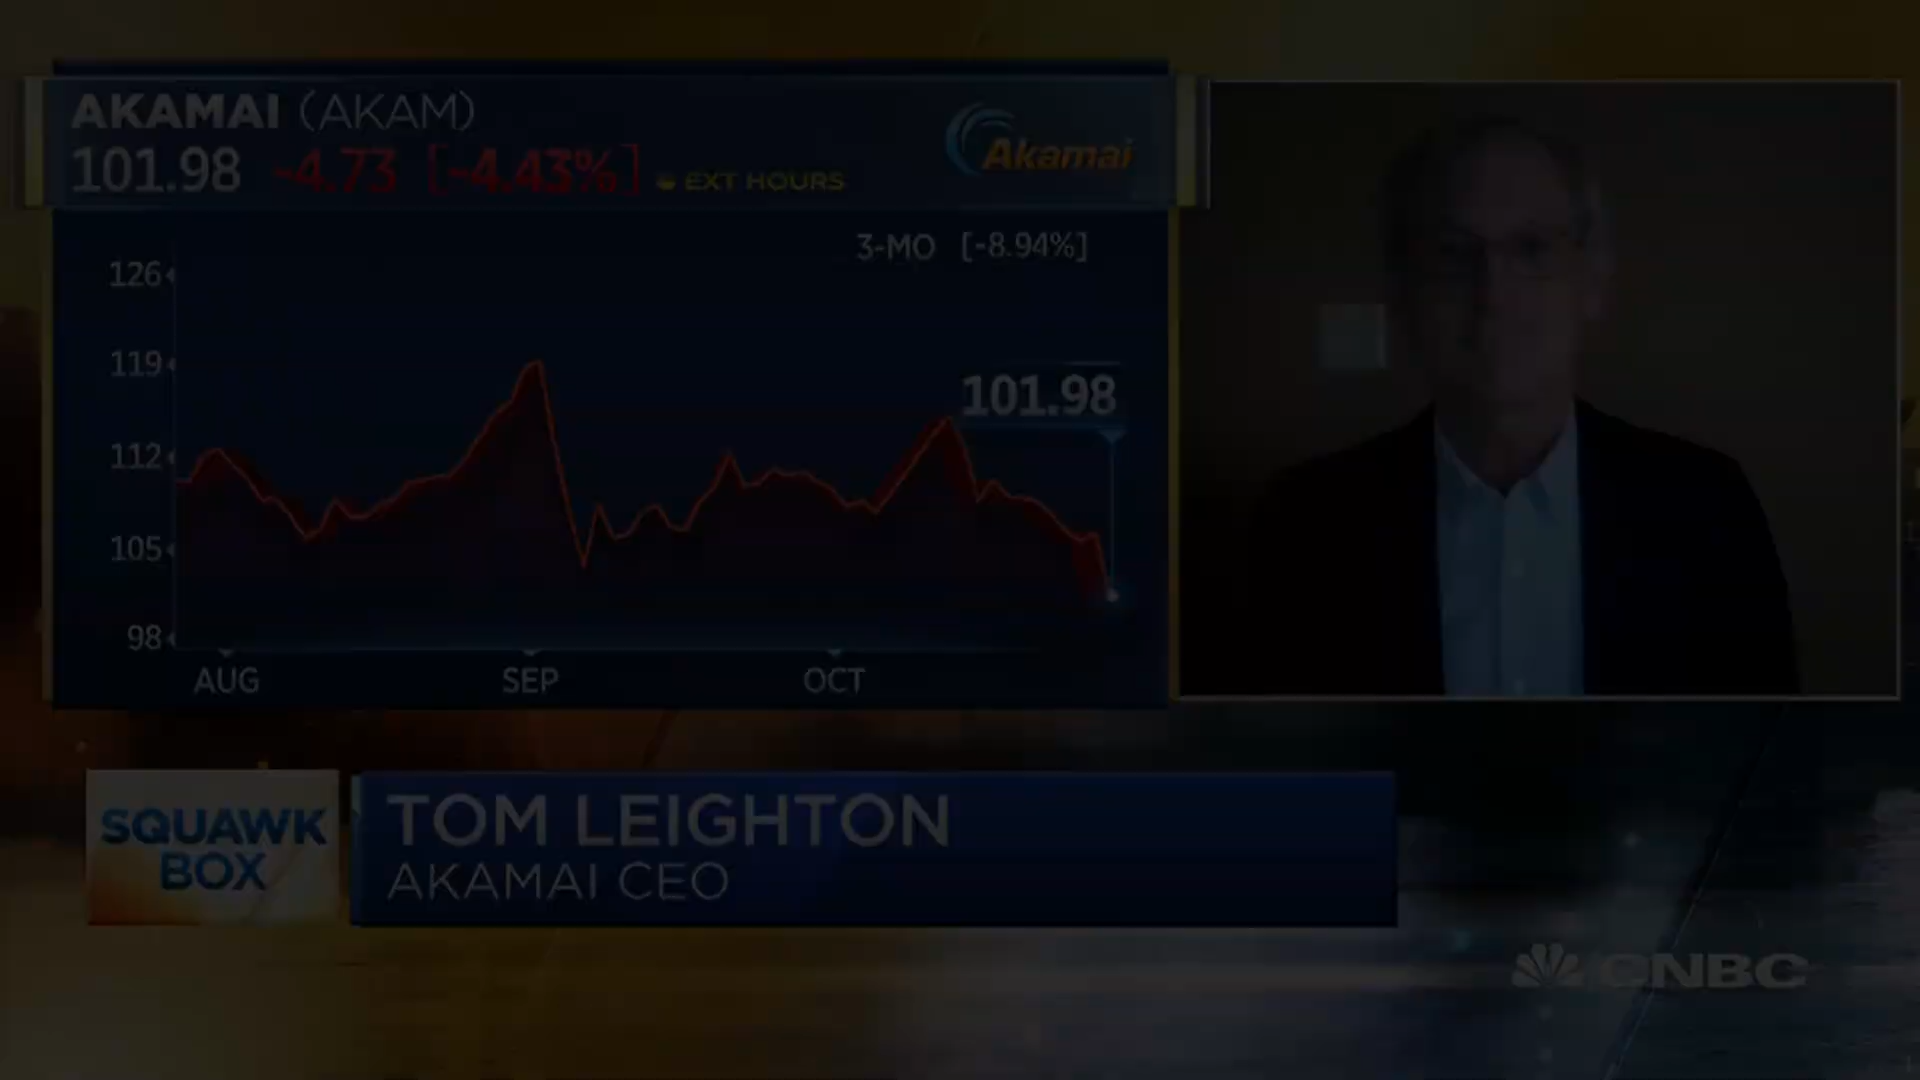 AKAMAI (AKAM)
101.98 -4.73 [-4.43%] EXT HOURS
Akamai
3-MO [-8.94%]
126
119
112
105
98
101.98
AUG SEP OCT
SQUAWK
BOX
TOM LEIGHTON
AKAMAI CEO
CNBC